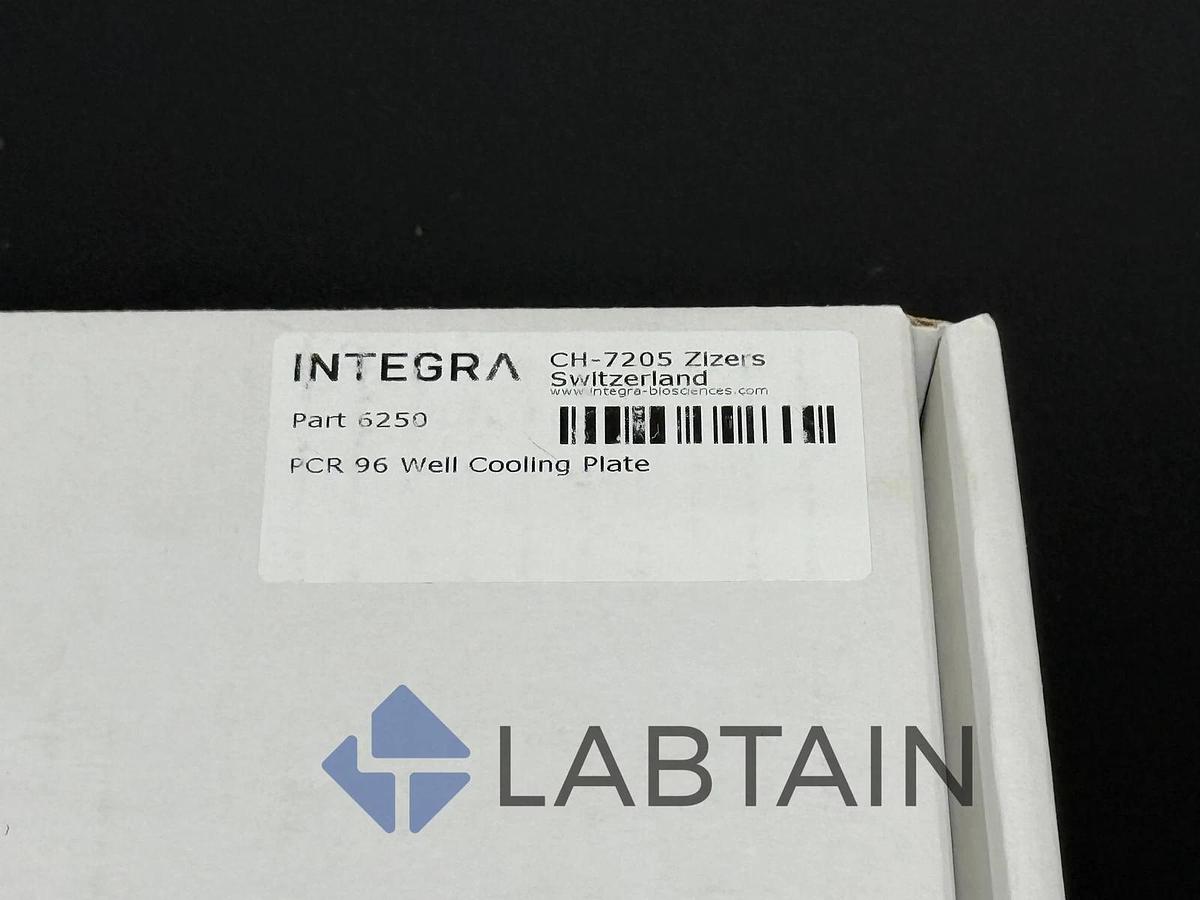 INTEGRA
CH-7205 Zizers
Switzerland
www.integra-biosciences.com
Part 6250
PCR 96 Well Cooling Plate
LABTAIN